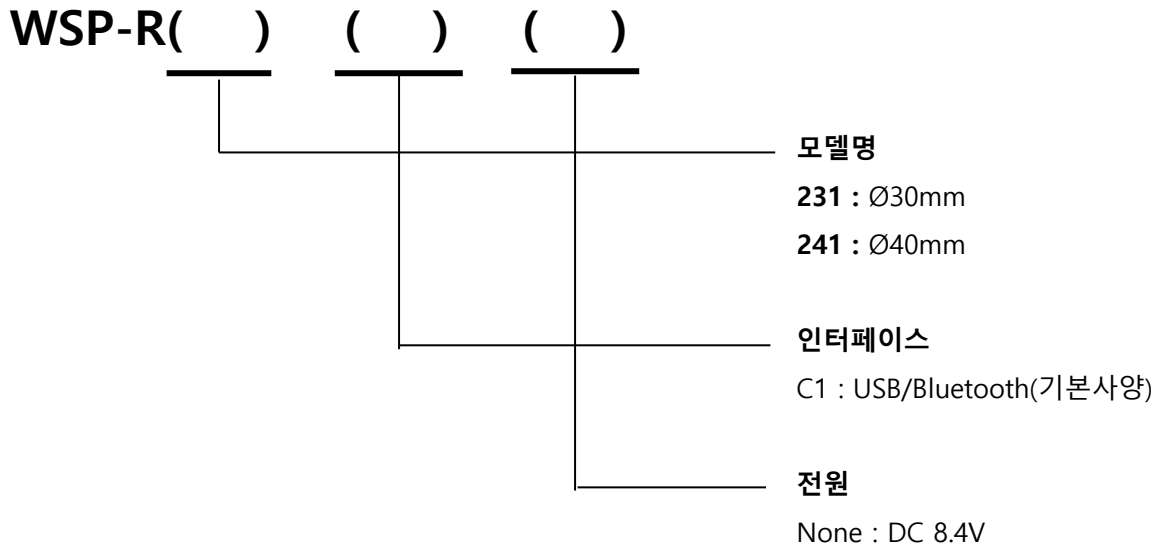 WSP-R( ) ( ) ( )
모델명
231 : Ø30mm
241 : Ø40mm
인터페이스
C1 : USB/Bluetooth(기본사양)
전원
None : DC 8.4V